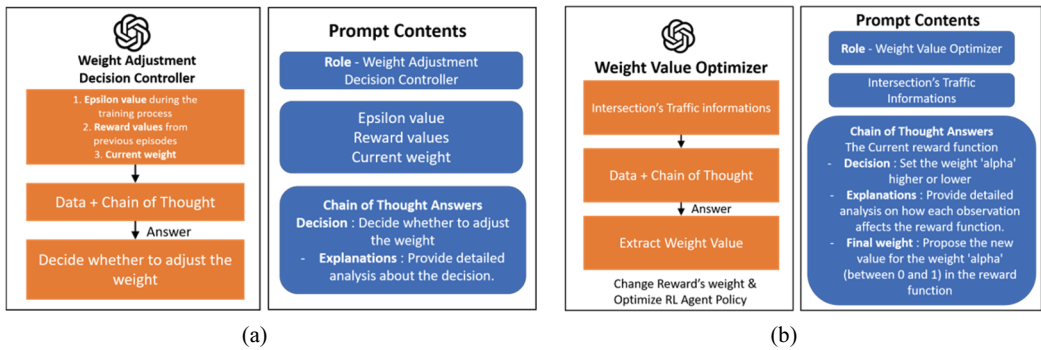 Weight Adjustment
Decision Controller
1. Epsilon value during the
training process
2. Reward values from
previous episodes
3. Current weight
Data + Chain of Thought
Answer
Decide whether to adjust the
weight
Prompt Contents
Role - Weight Adjustment
Decision Controller
Epsilon value
Reward values
Current weight
Chain of Thought Answers
Decision : Decide whether to adjust
the weight
- Explanations : Provide detailed
analysis about the decision.
(a)
Weight Value Optimizer
Intersection's Traffic informations
Data + Chain of Thought
Answer
Extract Weight Value
Change Reward's weight &
Optimize RL Agent Policy
Prompt Contents
Role - Weight Value Optimizer
Intersection's Traffic
Informations
Chain of Thought Answers
The Current reward function
- Decision : Set the weight 'alpha'
higher or lower
- Explanations : Provide detailed
analysis on how each observation
affects the reward function.
- Final weight : Propose the new
value for the weight 'alpha'
(between 0 and 1) in the reward
function
(b)